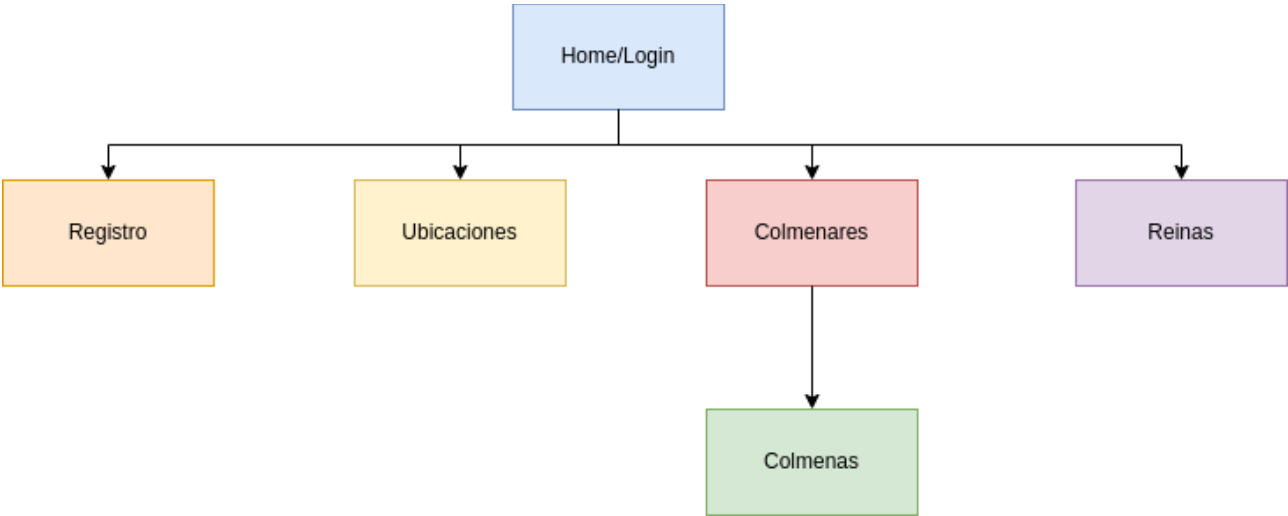 Home/Login
Registro
Ubicaciones
Colmenares
Reinas
Colmenas